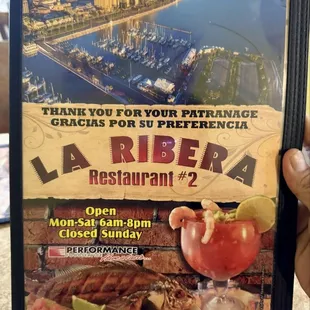 THANK YOU FOR YOUR PATRANAGE
GRACIAS POR SU PREFERENCIA
LA RIBERA
Restaurant #2
Open
Mon-Sat 6am-8pm
Closed Sunday
PERFORMANCE